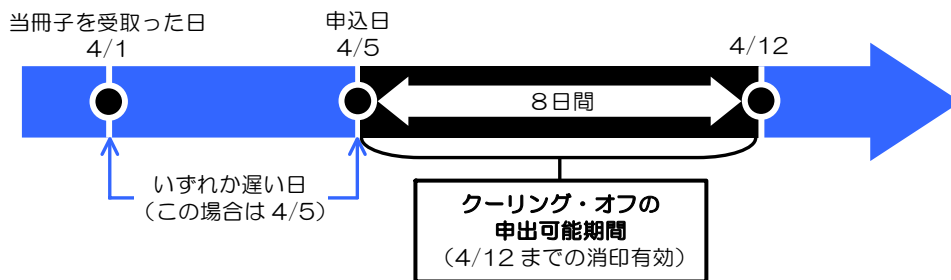 当冊子を受取った日
4/1
申込日
4/5
4/12
8日間
いずれか遅い日
（この場合は 4/5）
クーリング・オフの
申出可能期間
（4/12 までの消印有効）